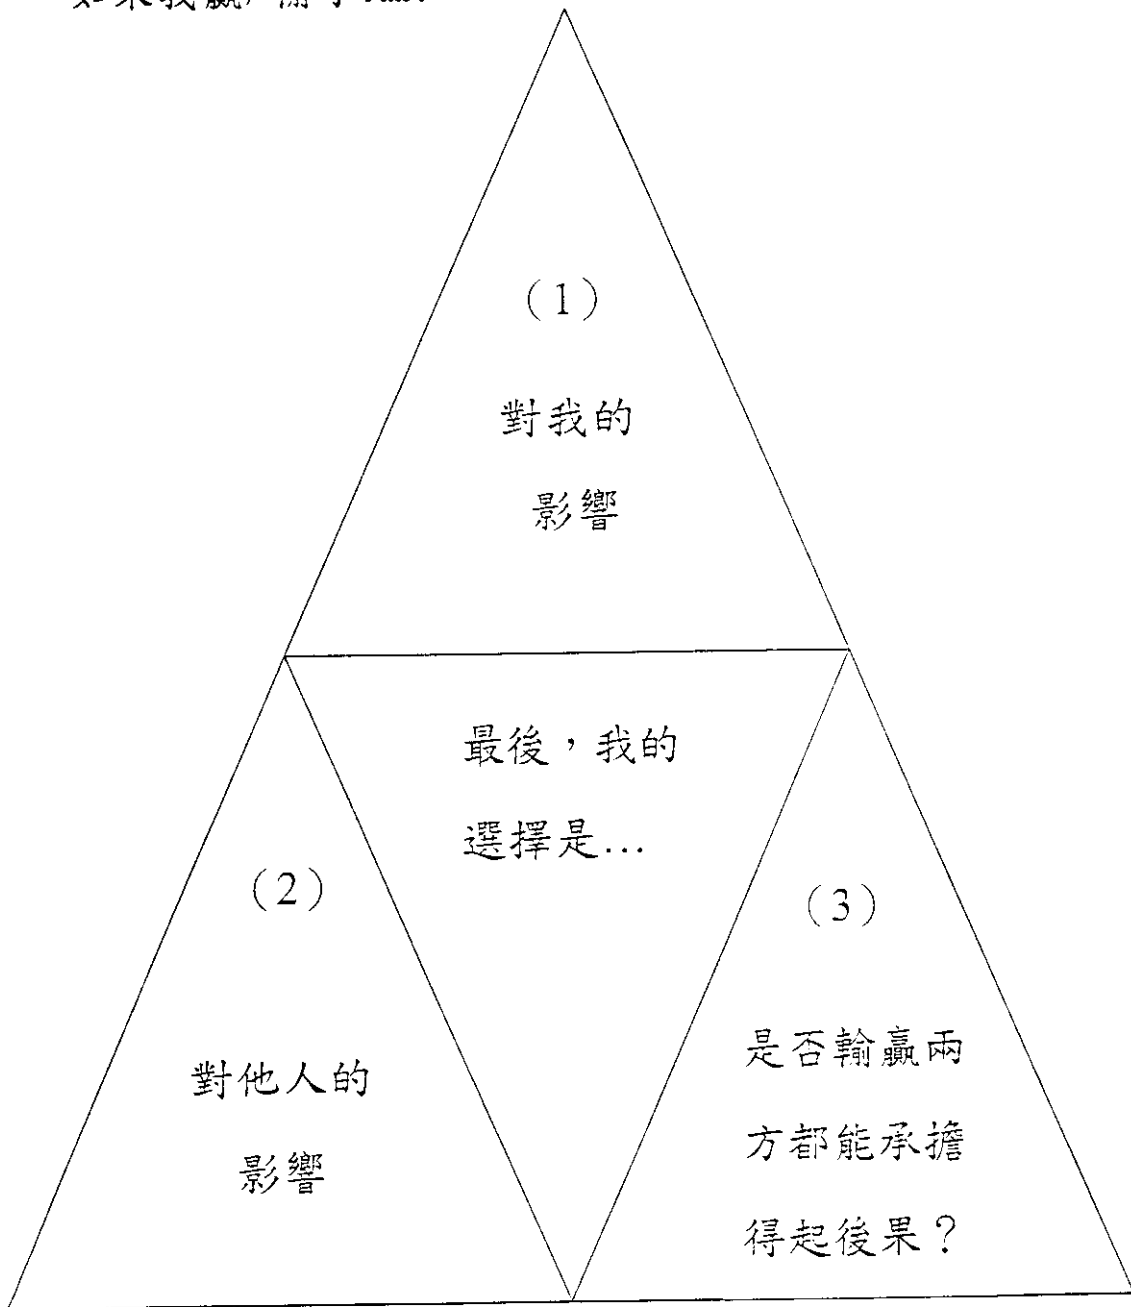 （1）
對我的
影響
最後，我的
選擇是…
（2）
對他人的
影響
（3）
是否輸贏兩
方都能承擔
得起後果？